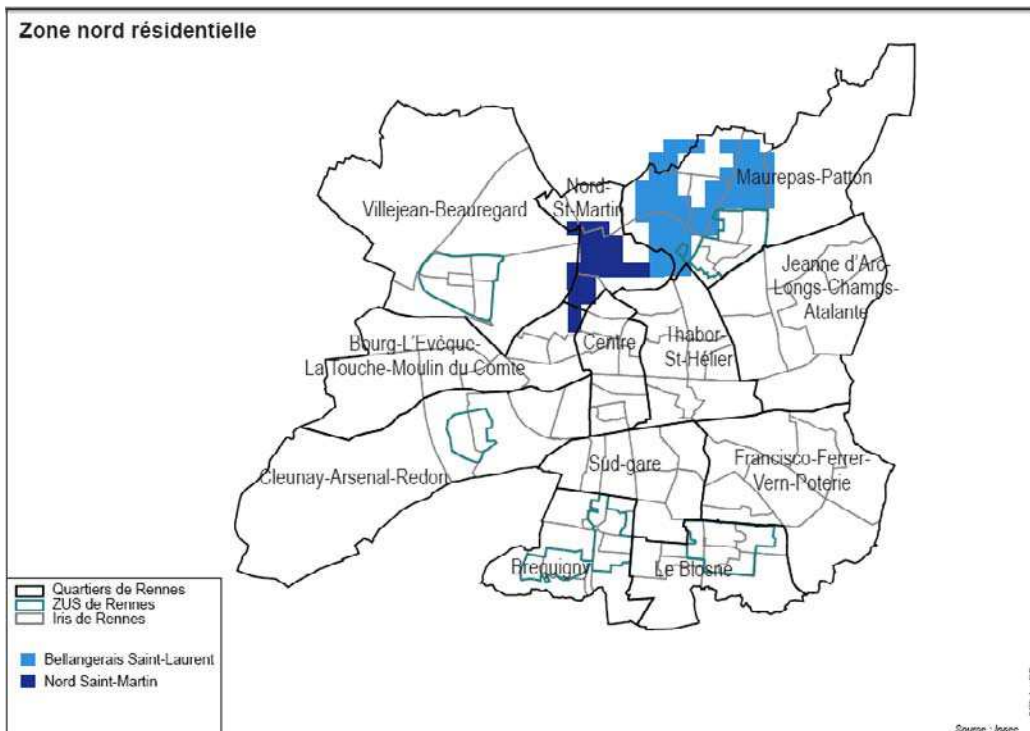 Zone nord résidentielle
Maurepas-Patton
Nord-
St-Martin
Villejean-Beauregard
Jeanne d'Arc-
Longs-Champs-
Atalante
Bourg-L'Evêque-
La Touche-Moulin du Comte
Centre
Thabor-
St-Hélier
Sud-gare
Francisco-Ferrer-
Vern-Poterie
Cleunay-Arsenal-Redon
Bréquigny
Le Blosne
Quartiers de Rennes
ZUS de Rennes
Iris de Rennes
Bellangerais Saint-Laurent
Nord Saint-Martin
Source : Insee